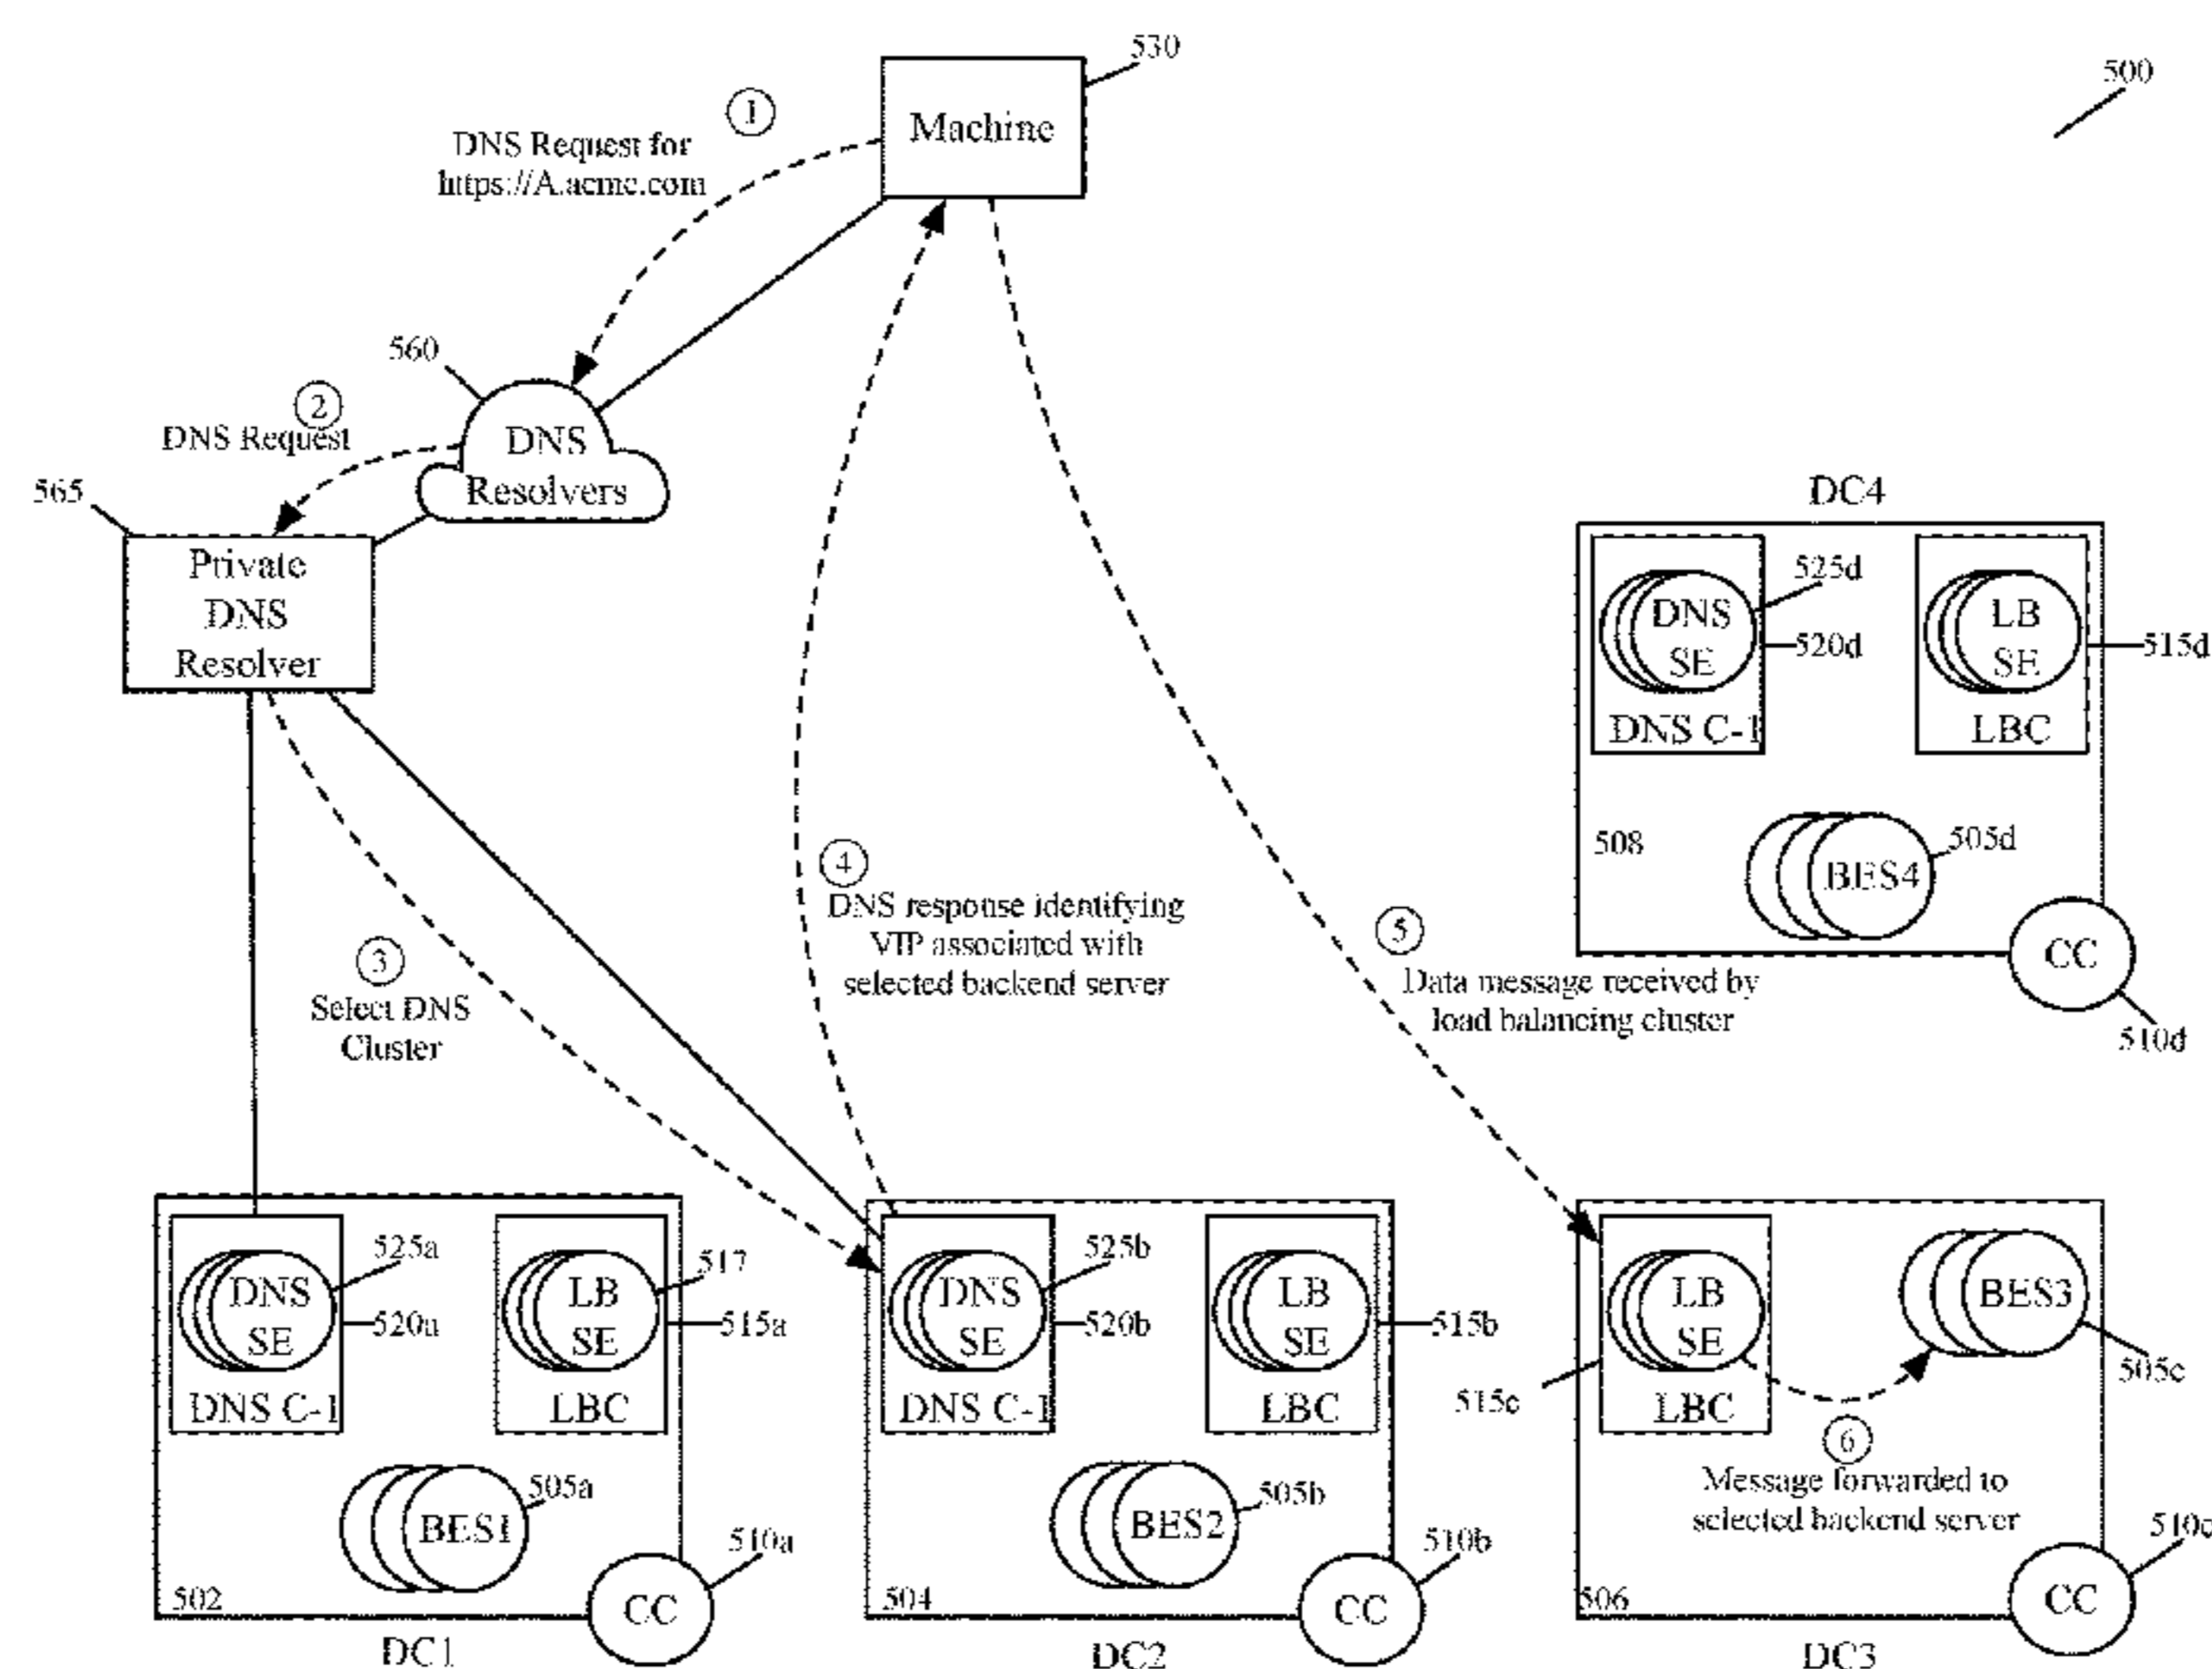 530
500
1
Machine
DNS Request for
https://A.acme.com
560
2
DNS Request
DNS
Resolvers
565
Private
DNS
Resolver
DC4
525d
DNS
SE
520d
DNS C-1
LB
SE
515d
LBC
508
505d
BES4
CC
510d
4
DNS response identifying
VIP associated with
selected backend server
5
Data message received by
load balancing cluster
3
Select DNS
Cluster
525a
DNS
SE
520a
DNS C-1
517
LB
SE
515a
LBC
505a
BES1
510a
502
CC
DC1
525b
DNS
SE
520b
DNS C-1
LB
SE
515b
LBC
505b
BES2
510b
504
CC
DC2
LB
SE
515c
LBC
BES3
505c
6
Message forwarded to
selected backend server
510c
506
CC
DC3